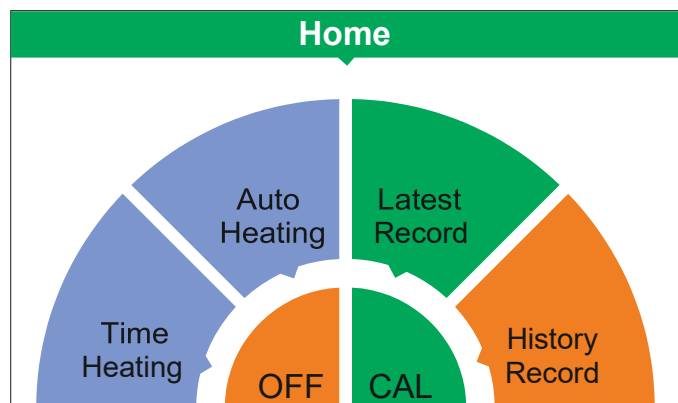 Home
Auto
Heating
Latest
Record
Time
Heating
History
Record
OFF
CAL